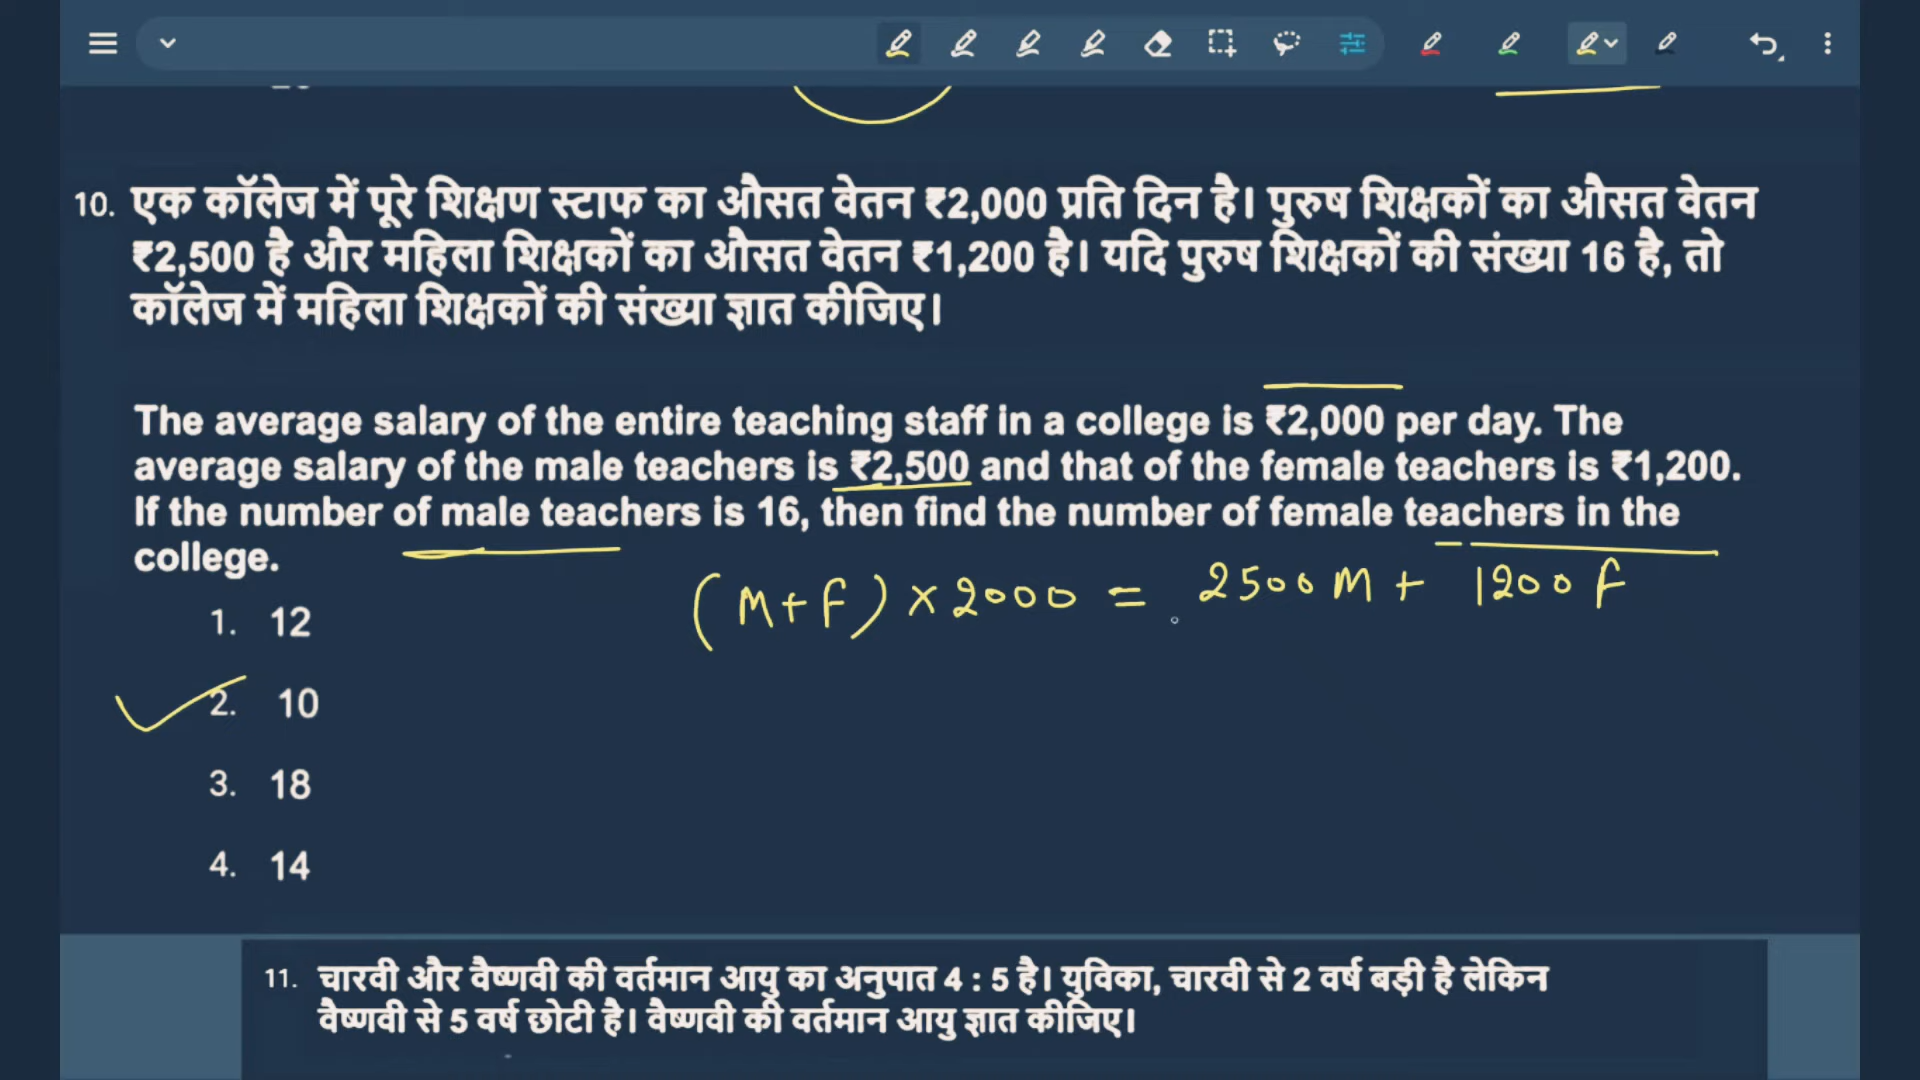 10. एक कॉलेज में पूरे शिक्षण स्टाफ का औसत वेतन ₹2,000 प्रति दिन है। पुरुष शिक्षकों का औसत वेतन
₹2,500 है और महिला शिक्षकों का औसत वेतन ₹1,200 है। यदि पुरुष शिक्षकों की संख्या 16 है, तो
कॉलेज में महिला शिक्षकों की संख्या ज्ञात कीजिए।
The average salary of the entire teaching staff in a college is ₹2,000 per day. The
average salary of the male teachers is ₹2,500 and that of the female teachers is ₹1,200.
If the number of male teachers is 16, then find the number of female teachers in the
college.
(M+F) × 2000 = 2500 M + 1200 F
1. 12
2. 10
3. 18
4. 14
11. चारवी और वैष्णवी की वर्तमान आयु का अनुपात 4 : 5 है। युविका, चारवी से 2 वर्ष बड़ी है लेकिन
वैष्णवी से 5 वर्ष छोटी है। वैष्णवी की वर्तमान आयु ज्ञात कीजिए।